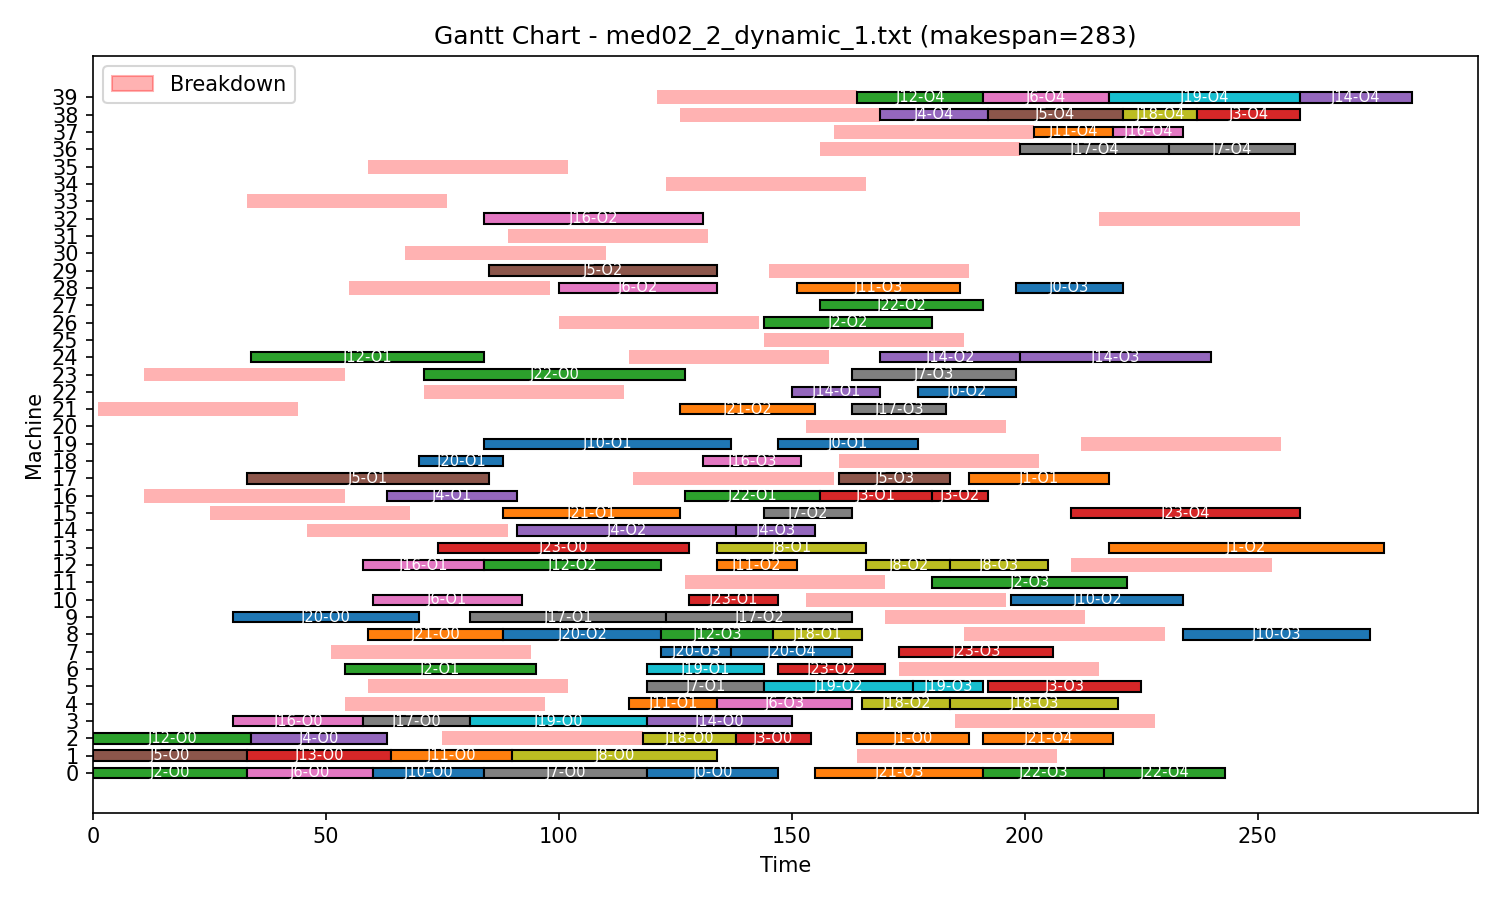 Gantt Chart - med02_2_dynamic_1.txt (makespan=283)
Breakdown
39 J12-O4 J6-O4 J19-O4 J14-O4
38 J4-O4 J5-O4 J18-O4 J3-O4
37 J11-O4 J16-O4
36 J17-O4 J7-O4
35
34
33
32 J16-O2
31
30
29 J5-O2
28 J6-O2 J11-O3 J0-O3
27 J22-O2
26 J2-O2
25
24 J12-O1 J14-O2 J14-O3
23 J22-O0 J7-O3
22 J14-O1 J0-O2
21 J21-O2 J17-O3
20
19 J10-O1 J0-O1
18 J20-O1 J16-O3
17 J5-O1 J5-O3 J1-O1
16 J4-O1 J22-O1 J3-O1 J3-O2
15 J21-O1 J7-O2 J23-O4
14 J4-O2 J4-O3
13 J23-O0 J8-O1 J1-O2
12 J16-O1 J12-O2 J11-O2 J8-O2 J8-O3
11 J2-O3
10 J6-O1 J23-O1 J10-O2
9 J20-O0 J17-O1 J17-O2
8 J21-O0 J20-O2 J12-O3 J18-O1 J10-O3
7 J20-O3 J20-O4 J23-O3
6 J2-O1 J19-O1 J23-O2
5 J7-O1 J19-O2 J19-O3 J3-O3
4 J11-O1 J6-O3 J18-O2 J18-O3
3 J16-O0 J17-O0 J19-O0 J14-O0
2 J12-O0 J4-O0 J18-O0 J3-O0 J1-O0 J21-O4
1 J5-O0 J13-O0 J11-O0 J8-O0
0 J2-O0 J6-O0 J10-O0 J7-O0 J0-O0 J21-O3 J22-O3 J22-O4
Machine
0 50 100 150 200 250
Time